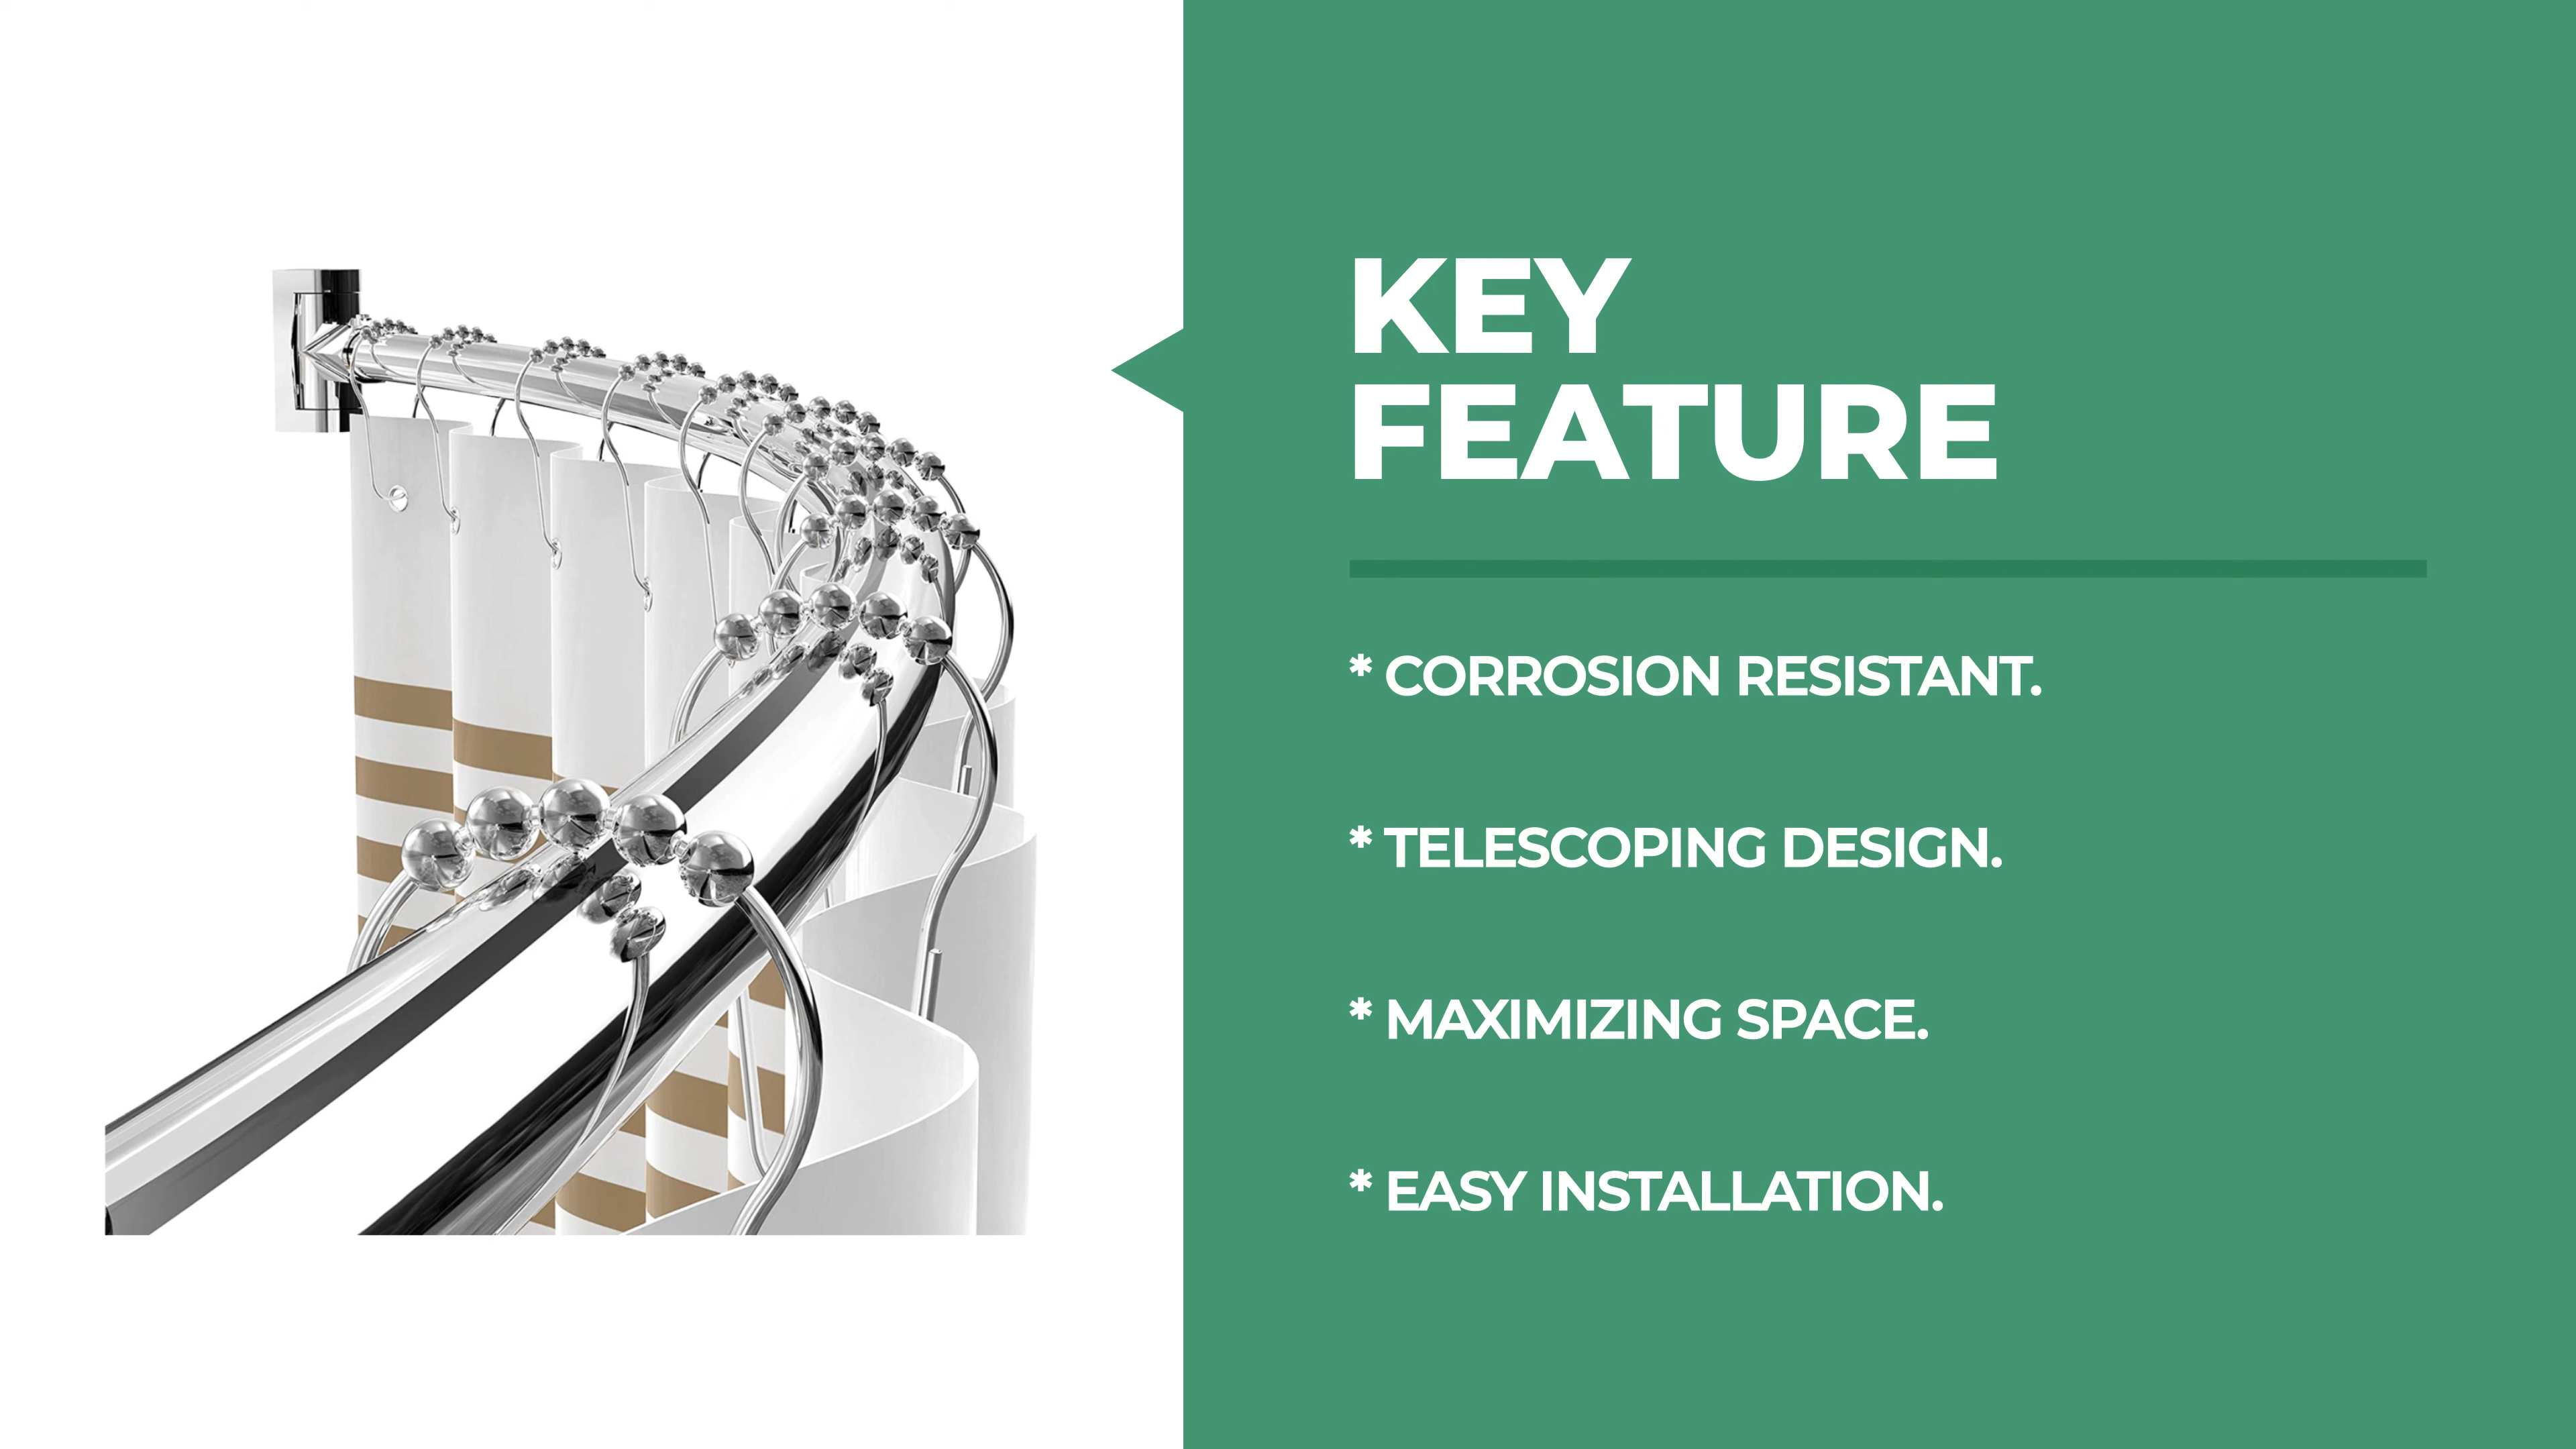 KEY
FEATURE
* CORROSION RESISTANT.
* TELESCOPING DESIGN.
* MAXIMIZING SPACE.
* EASY INSTALLATION.